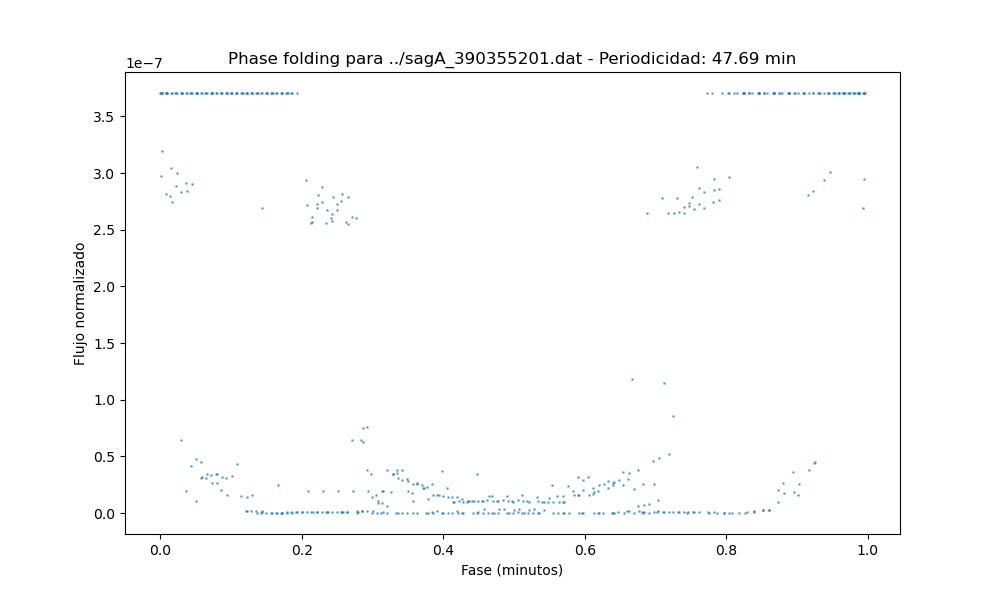 Phase folding para ../sagA_390355201.dat - Periodicidad: 47.69 min
1e−7
3.5
3.0
2.5
2.0
1.5
1.0
0.5
0.0
Flujo normalizado
0.0 0.2 0.4 0.6 0.8 1.0
Fase (minutos)